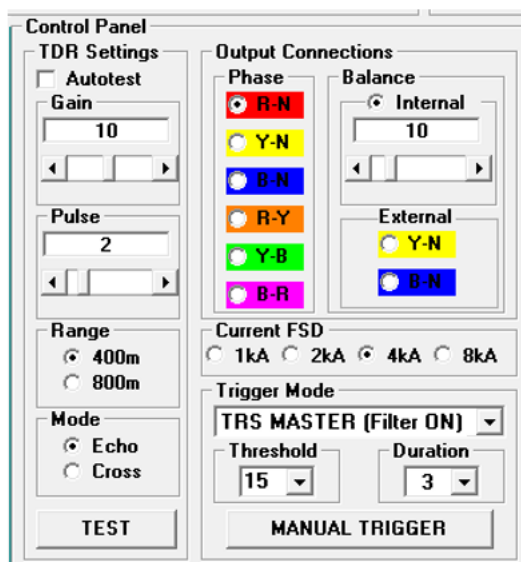 Control Panel
TDR Settings
Autotest
Gain
10
Pulse
2
Range
400m
800m
Mode
Echo
Cross
TEST
Output Connections
Phase
R-N
Y-N
B-N
R-Y
Y-B
B-R
Balance
Internal
10
External
Y-N
B-N
Current FSD
1kA 2kA 4kA 8kA
Trigger Mode
TRS MASTER (Filter ON)
Threshold
15
Duration
3
MANUAL TRIGGER